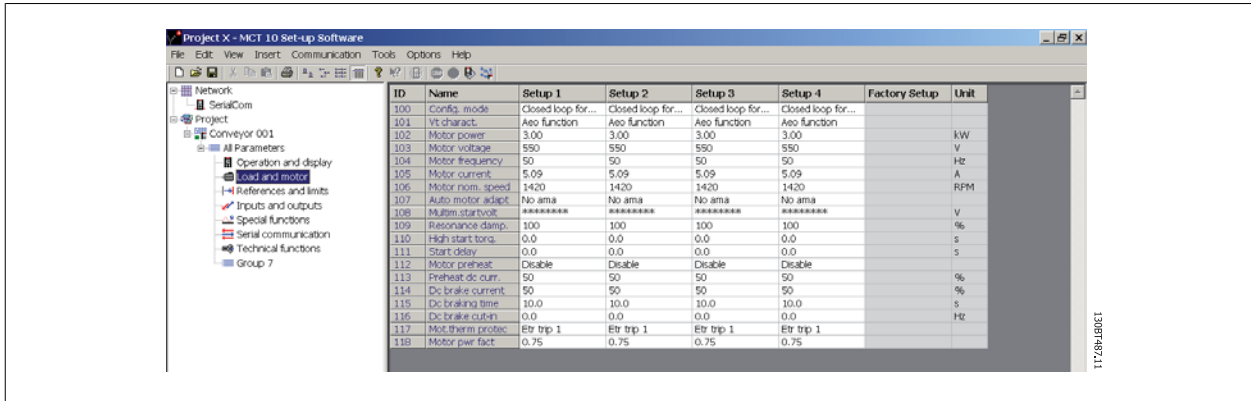 Project X - MCT 10 Set-up Software
File Edit View Insert Communication Tools Options Help
Network
SerialCom
Project
Conveyor 001
All Parameters
Operation and display
Load and motor
References and limits
Inputs and outputs
Special functions
Serial communication
Technical functions
Group 7
ID Name Setup 1 Setup 2 Setup 3 Setup 4 Factory Setup Unit
100 Config. mode Closed loop for... Closed loop for... Closed loop for... Closed loop for...
101 Vt charact. Aeo function Aeo function Aeo function Aeo function
102 Motor power 3.00 3.00 3.00 3.00 kW
103 Motor voltage 550 550 550 550 V
104 Motor frequency 50 50 50 50 Hz
105 Motor current 5.09 5.09 5.09 5.09 A
106 Motor nom. speed 1420 1420 1420 1420 RPM
107 Auto motor adapt No ama No ama No ama No ama
108 Multim.startvolt ******** ******** ******** ******** V
109 Resonance damp. 100 100 100 100 %
110 High start torq. 0.0 0.0 0.0 0.0 s
111 Start delay 0.0 0.0 0.0 0.0 s
112 Motor preheat Disable Disable Disable Disable
113 Preheat dc curr. 50 50 50 50 %
114 Dc brake current 50 50 50 50 %
115 Dc braking time 10.0 10.0 10.0 10.0 s
116 Dc brake cut-in 0.0 0.0 0.0 0.0 Hz
117 Mot.therm protec Etr trip 1 Etr trip 1 Etr trip 1 Etr trip 1
118 Motor pwr fact 0.75 0.75 0.75 0.75
130BT487.11